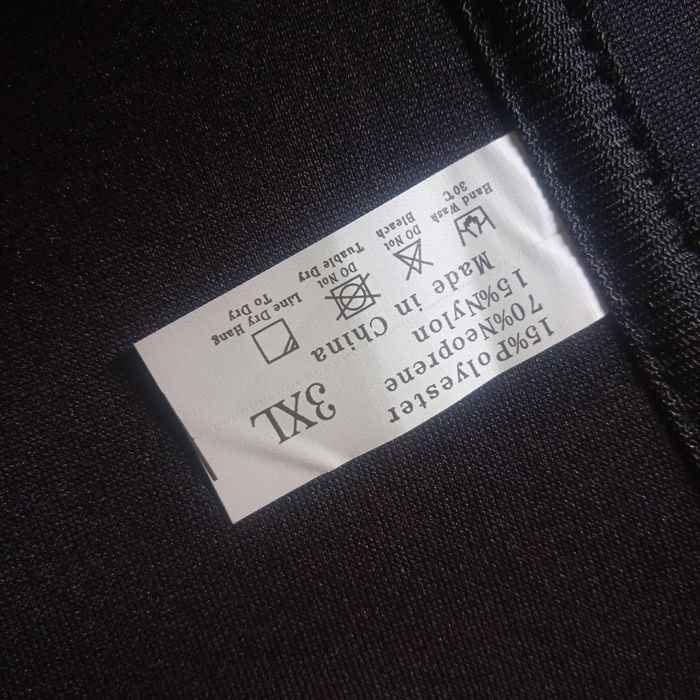 15%Polyester
70%Neoprene
15%Nylon
Made in China
3XL
Hand Wash
30℃
DO Not
Bleach
DO Not
Tuable Dry
Line Dry Hang
To Dry